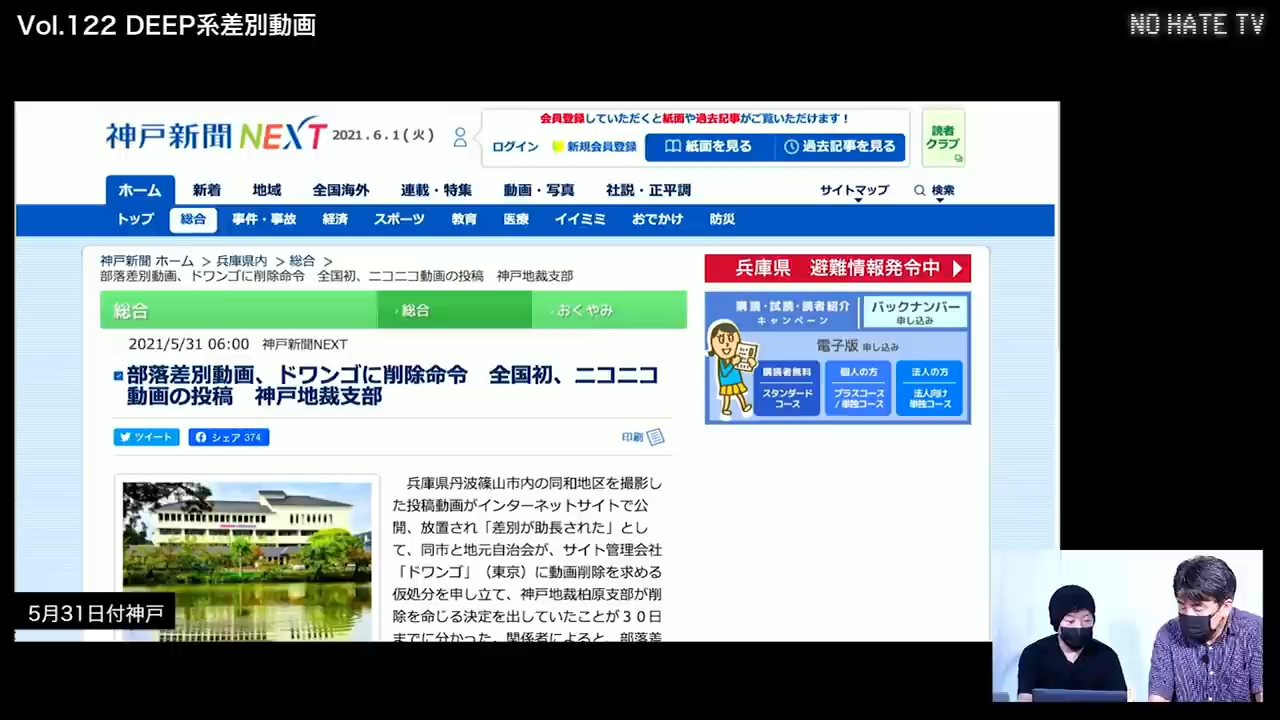 Vol.122 DEEP系差別動画
NO HATE TV
神戸新聞NEXT
2021.6.1(火)
会員登録していただくと紙面や過去記事がご覧いただけます！
ログイン
新規会員登録
紙面を見る
過去記事を見る
読者
クラブ
ホーム
新着
地域
全国海外
連載・特集
動画・写真
社説・正平調
サイトマップ
検索
トップ
総合
事件・事故
経済
スポーツ
教育
医療
イイミミ
おでかけ
防災
神戸新聞 ホーム > 兵庫県内 > 総合 >
部落差別動画、ドワンゴに削除命令　全国初、ニコニコ動画の投稿　神戸地裁支部
総合
総合
おくやみ
2021/5/31 06:00 神戸新聞NEXT
部落差別動画、ドワンゴに削除命令　全国初、ニコニコ
動画の投稿　神戸地裁支部
ツイート
シェア 374
印刷
兵庫県丹波篠山市内の同和地区を撮影し
た投稿動画がインターネットサイトで公
開、放置され「差別が助長された」とし
て、同市と地元自治会が、サイト管理会社
「ドワンゴ」（東京）に動画削除を求める
仮処分を申し立て、神戸地裁柏原支部が削
除を命じる決定を出していたことが３０日
までに分かった。関係者によると、部落差
兵庫県　避難情報発令中
購読・試読・読者紹介
キャンペーン
バックナンバー
申し込み
電子版 申し込み
購読者無料
スタンダード
コース
個人の方
プラスコース
/ 単独コース
法人の方
法人向け
単独コース
5月31日付神戸